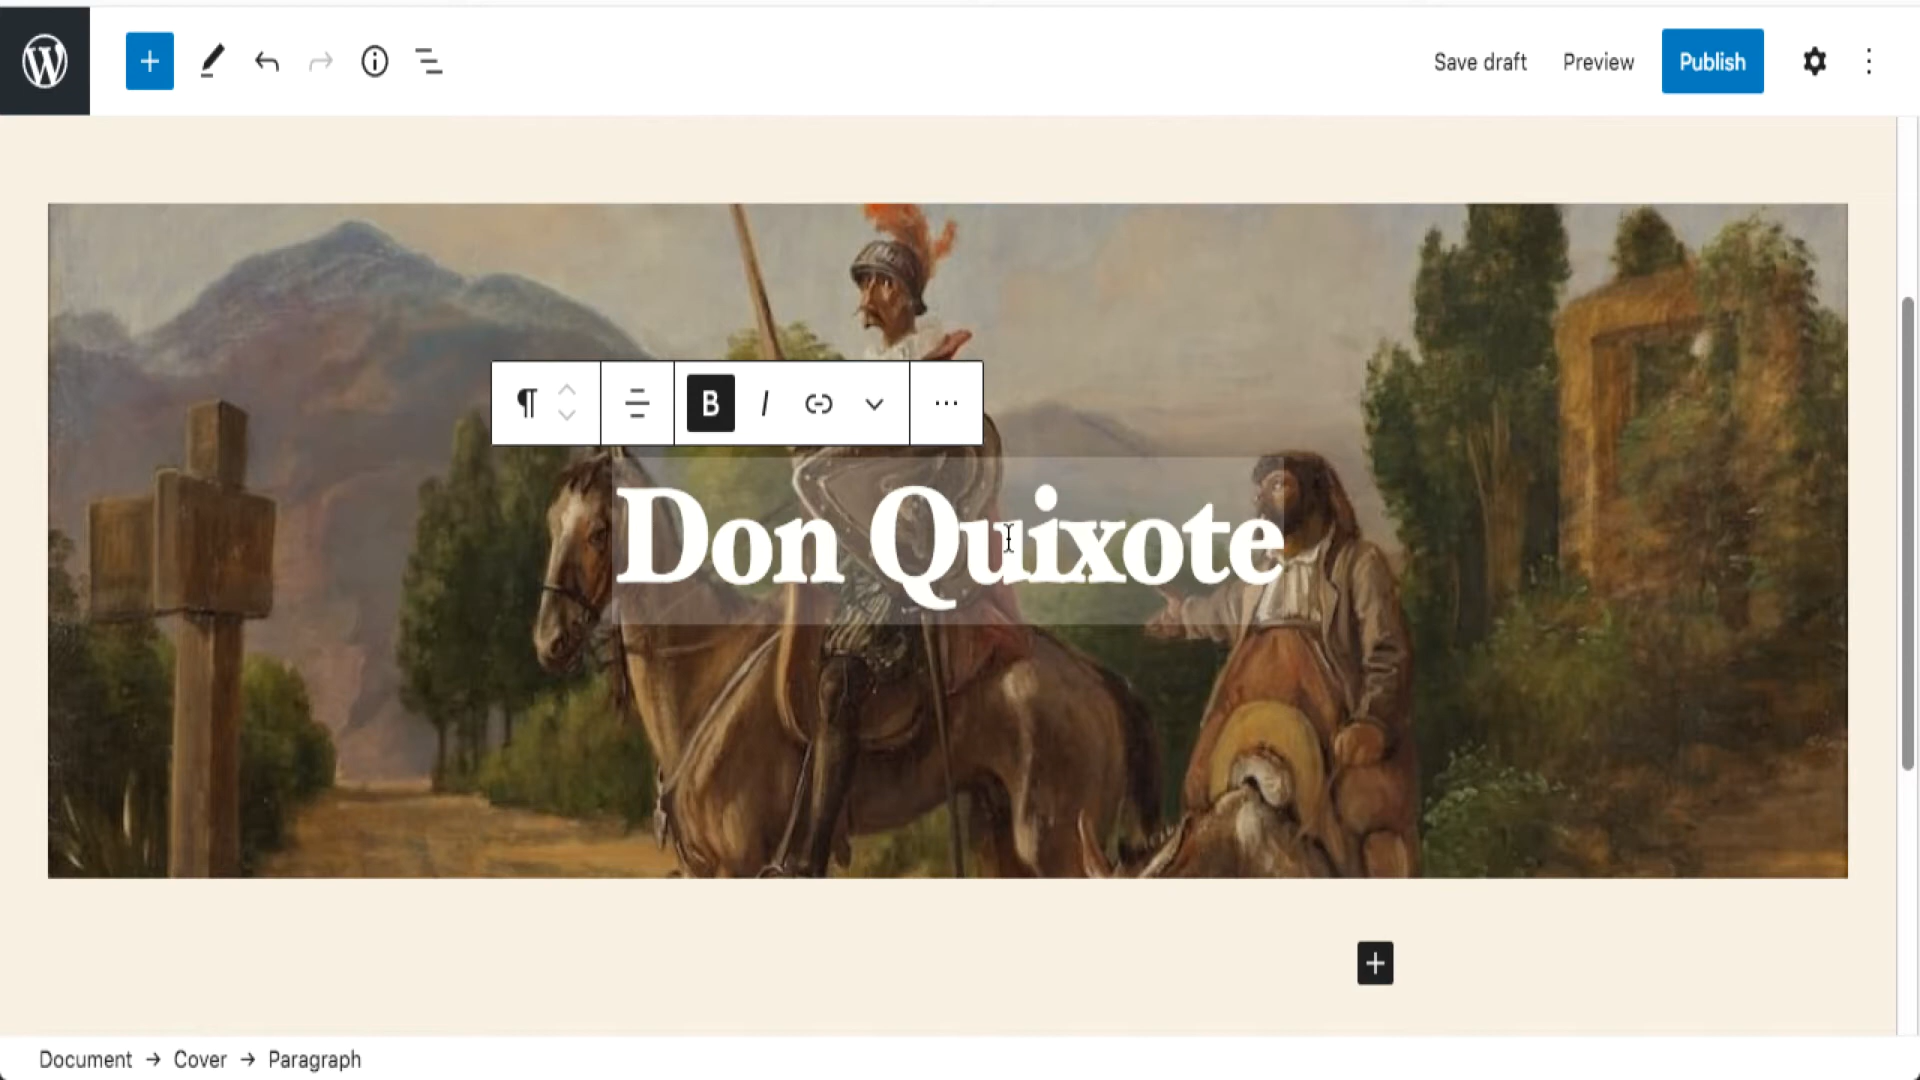 Save draft Preview Publish
B I
Don Quixote
Document → Cover → Paragraph